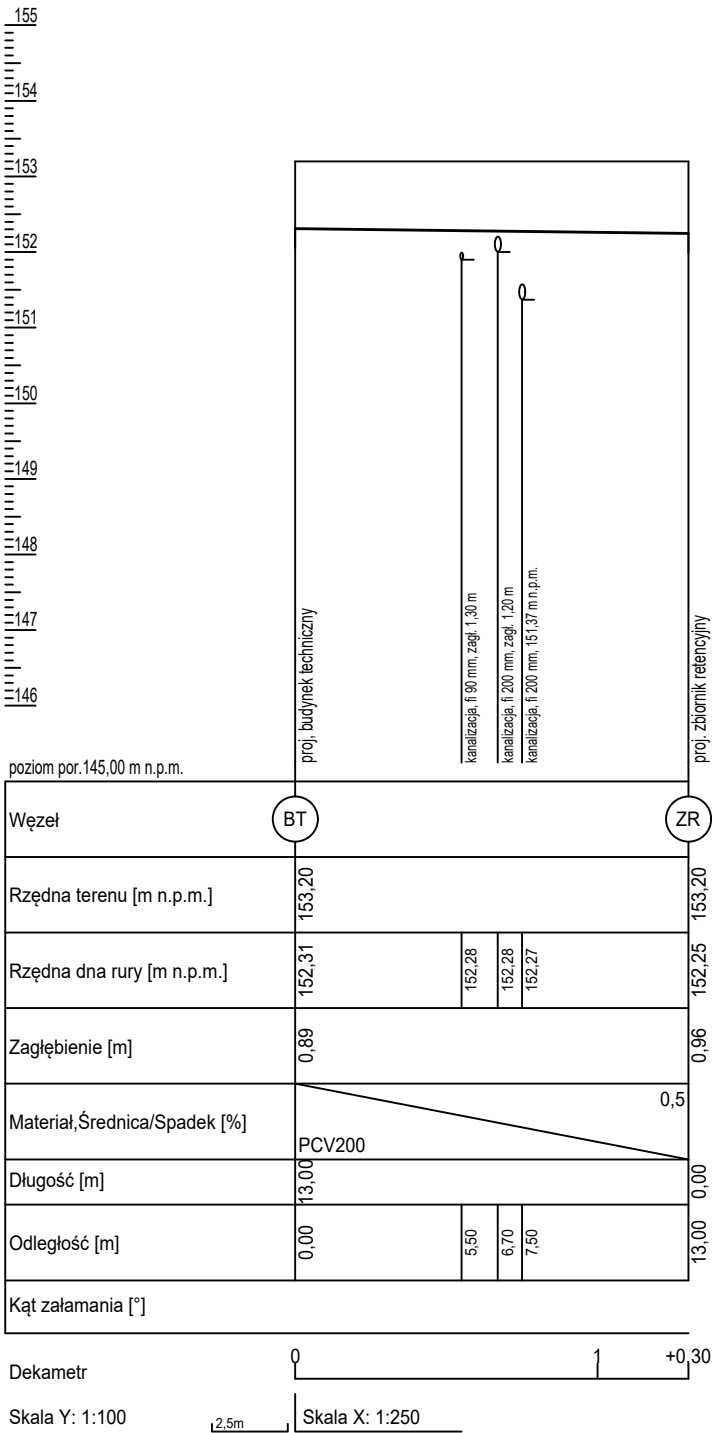 155
154
153
152
151
150
149
148
147
146
proj, budynek techniczny
kanalizacja, fi 90 mm, zagł. 1,30 m
kanalizacja, fi 200 mm, zagł. 1,20 m
kanalizacja, fi 200 mm, 151,37 m n.p.m.
proj. zbiornik retencyjny
poziom por.145,00 m n.p.m.
Węzeł BT ZR
Rzędna terenu [m n.p.m.] 153,20 153,20
Rzędna dna rury [m n.p.m.] 152,31 152,28 152,28 152,27 152,25
Zagłębienie [m] 0,89 0,96
Materiał,Średnica/Spadek [%] PCV200 0,5
Długość [m] 13,00 0,00
Odległość [m] 0,00 5,50 6,70 7,50 13,00
Kąt załamania [°]
Dekametr 0 1 +0,30
Skala Y: 1:100 2,5m Skala X: 1:250